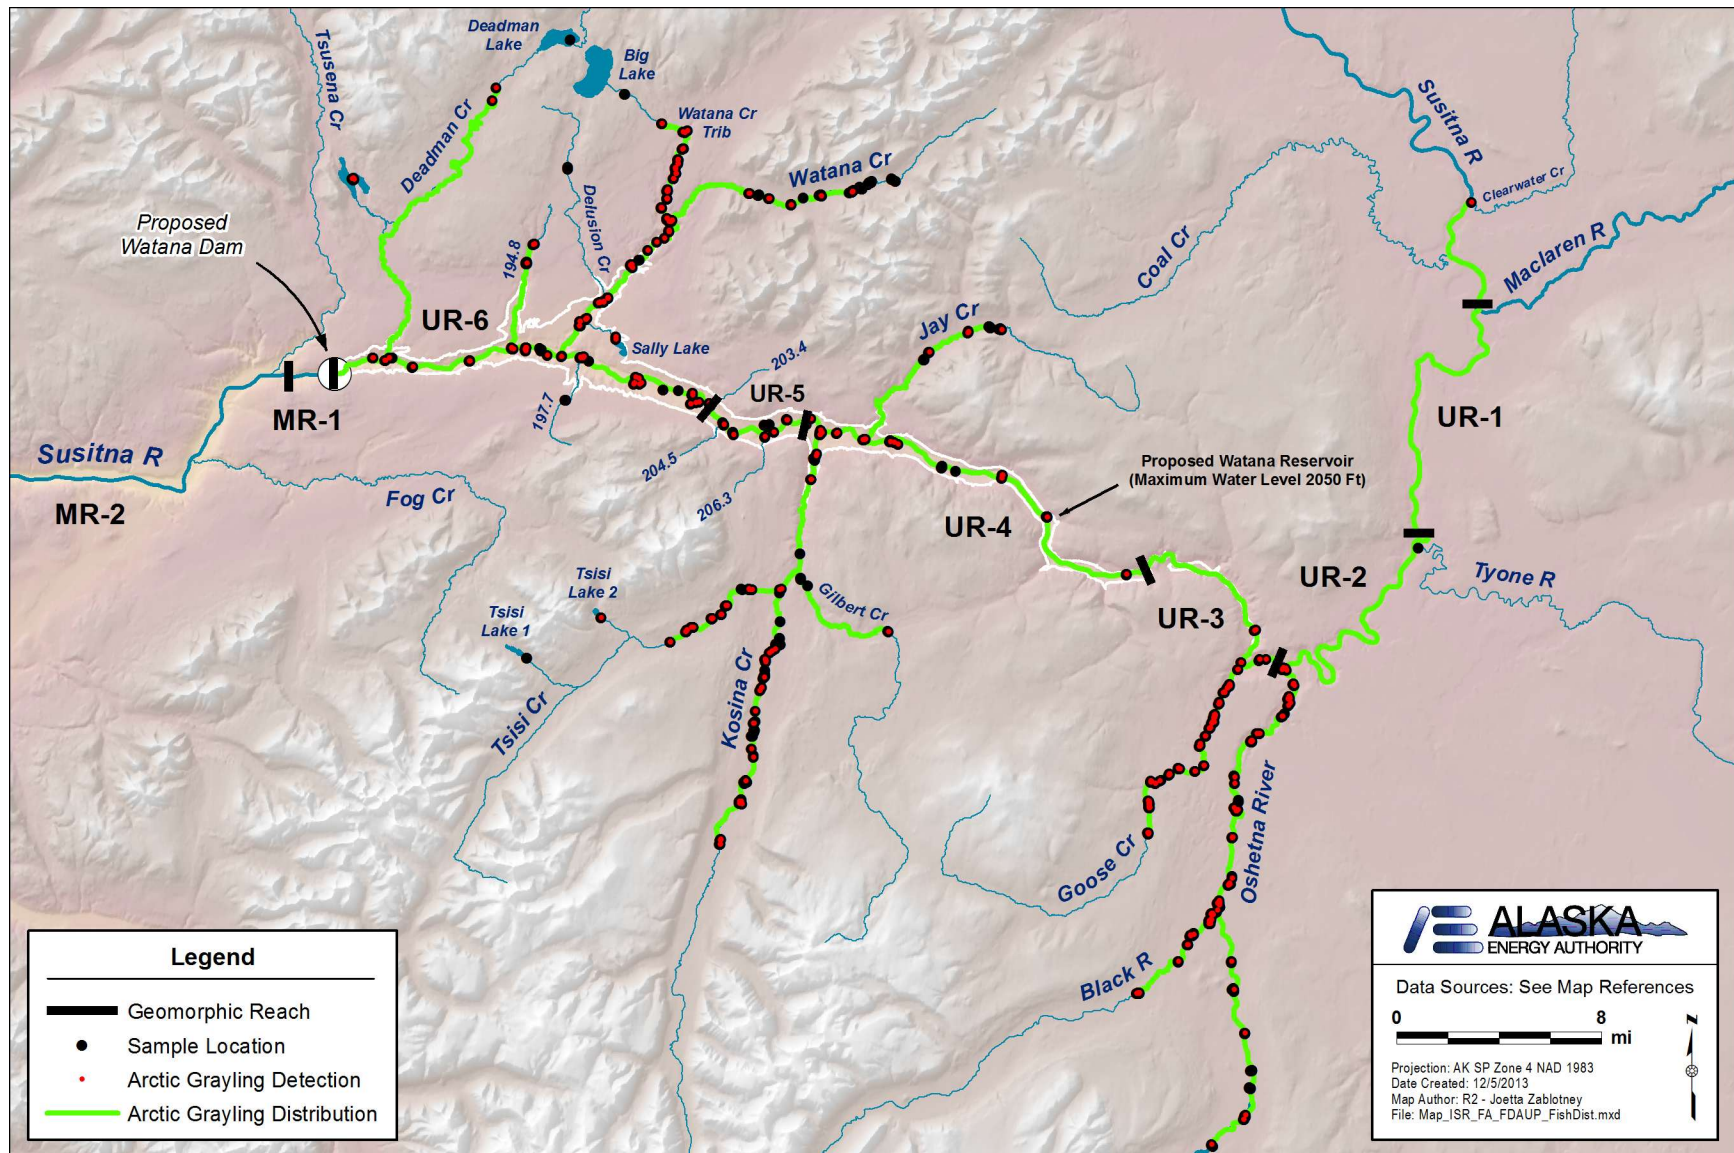 Deadman
Lake
Big
Lake
Tsusena Cr
Deadman Cr
Watana Cr
Trib
Watana Cr
Susitna R
Clearwater Cr
Maclaren R
Coal Cr
Proposed
Watana Dam
Delusion Cr
194.8
UR-6
Jay Cr
Sally Lake
203.4
UR-5
MR-1
197.7
UR-1
Susitna R
204.5
Proposed Watana Reservoir
(Maximum Water Level 2050 Ft)
Fog Cr
206.3
MR-2
UR-4
UR-2
Tyone R
Tsisi
Lake 2
Gilbert Cr
Tsisi
Lake 1
UR-3
Kosina Cr
Tsisi Cr
Oshetna River
Goose Cr
Black R
Legend
Geomorphic Reach
Sample Location
Arctic Grayling Detection
Arctic Grayling Distribution
ALASKA
ENERGY AUTHORITY
Data Sources: See Map References
0 8
mi
Projection: AK SP Zone 4 NAD 1983
Date Created: 12/5/2013
Map Author: R2 - Joetta Zablotney
File: Map_ISR_FA_FDAUP_FishDist.mxd
N